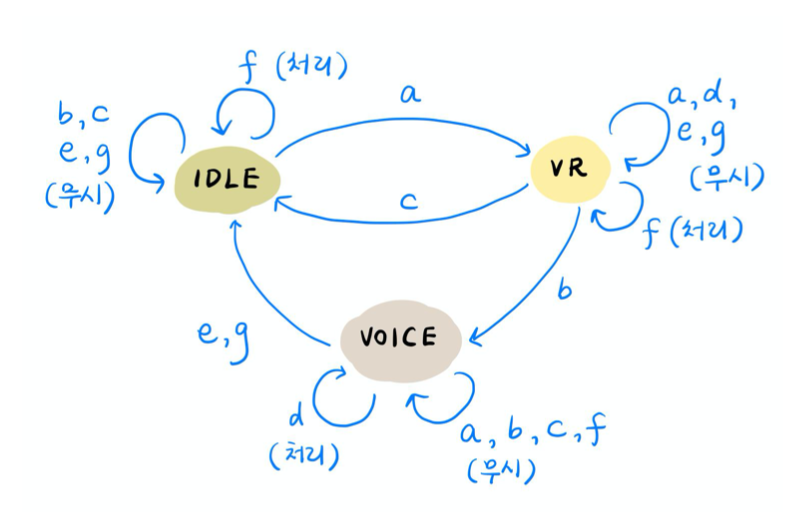 f (처리)
a
b, c
e, g
(무시)
IDLE
VR
a, d,
e, g
(무시)
f (처리)
c
b
e, g
VOICE
d
(처리)
a, b, c, f
(무시)